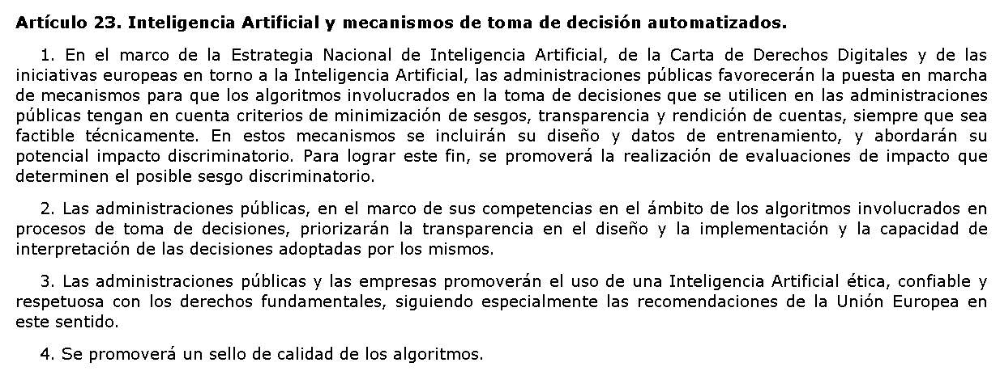 Artículo 23. Inteligencia Artificial y mecanismos de toma de decisión automatizados.
1. En el marco de la Estrategia Nacional de Inteligencia Artificial, de la Carta de Derechos Digitales y de las
iniciativas europeas en torno a la Inteligencia Artificial, las administraciones públicas favorecerán la puesta en marcha
de mecanismos para que los algoritmos involucrados en la toma de decisiones que se utilicen en las administraciones
públicas tengan en cuenta criterios de minimización de sesgos, transparencia y rendición de cuentas, siempre que sea
factible técnicamente. En estos mecanismos se incluirán su diseño y datos de entrenamiento, y abordarán su
potencial impacto discriminatorio. Para lograr este fin, se promoverá la realización de evaluaciones de impacto que
determinen el posible sesgo discriminatorio.
2. Las administraciones públicas, en el marco de sus competencias en el ámbito de los algoritmos involucrados en
procesos de toma de decisiones, priorizarán la transparencia en el diseño y la implementación y la capacidad de
interpretación de las decisiones adoptadas por los mismos.
3. Las administraciones públicas y las empresas promoverán el uso de una Inteligencia Artificial ética, confiable y
respetuosa con los derechos fundamentales, siguiendo especialmente las recomendaciones de la Unión Europea en
este sentido.
4. Se promoverá un sello de calidad de los algoritmos.